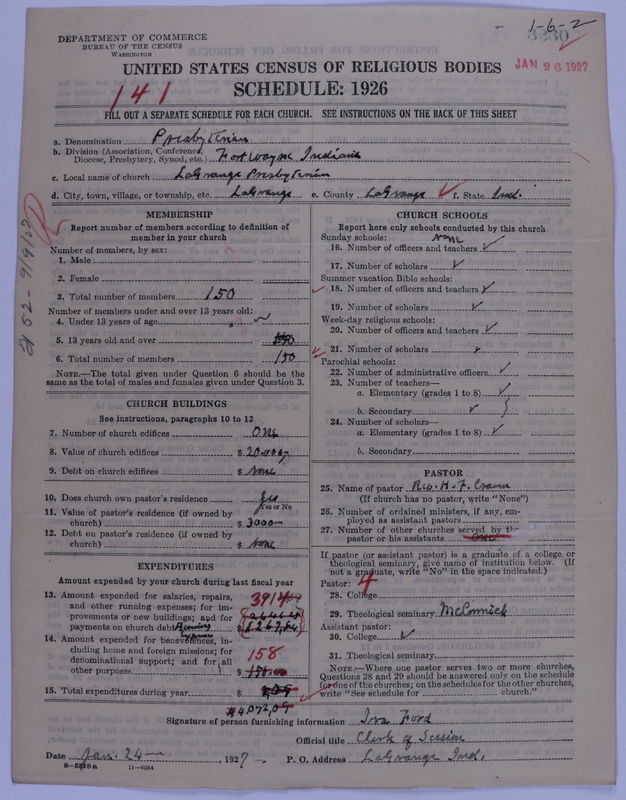 1-6-2
DEPARTMENT OF COMMERCE
BUREAU OF THE CENSUS
WASHINGTON
JAN 26 1927
UNITED STATES CENSUS OF RELIGIOUS BODIES
SCHEDULE: 1926
141
FILL OUT A SEPARATE SCHEDULE FOR EACH CHURCH. SEE INSTRUCTIONS ON THE BACK OF THIS SHEET
a. Denomination Presbyterian
b. Division (Association, Conference, Diocese, Presbytery, Synod, etc.) Fort Wayne, Indiana
c. Local name of church LaGrange Presbyterian
d. City, town, village, or township, etc. LaGrange e. County LaGrange f. State Ind.
MEMBERSHIP
Report number of members according to definition of
member in your church
Number of members, by sex:
1. Male
2. Female
3. Total number of members 150
Number of members under and over 13 years old:
4. Under 13 years of age
5. 13 years old and over 150
6. Total number of members 150
NOTE.—The total given under Question 6 should be
same as the total of males and females given under Question 3.
CHURCH BUILDINGS
See instructions, paragraphs 10 to 12
7. Number of church edifices One
8. Value of church edifices $ 20.000
9. Debt on church edifices $ None
10. Does church own pastor's residence Yes
Yes or No
11. Value of pastor's residence (if owned by
church) $ 3000-
12. Debt on pastor's residence (if owned by
church) $ None
EXPENDITURES
Amount expended by your church during last fiscal year
13. Amount expended for salaries, repairs,
and other running expenses; for im-
provements or new buildings; and for
payments on church debt 3914
14. Amount expended for benevolences, in-
cluding home and foreign missions; for
denominational support; and for all
other purposes 158 $ 158.00
15. Total expenditures during year $
$4,072,05
CHURCH SCHOOLS
Report here only schools conducted by this church
Sunday schools: None
16. Number of officers and teachers
17. Number of scholars
Summer vacation Bible schools:
18. Number of officers and teachers
19. Number of scholars
Week-day religious schools:
20. Number of officers and teachers
21. Number of scholars
Parochial schools:
22. Number of administrative officers
23. Number of teachers—
a. Elementary (grades 1 to 8)
b. Secondary
24. Number of scholars—
a. Elementary (grades 1 to 8)
b. Secondary
PASTOR
25. Name of pastor Rev. H. F. Craven
(If church has no pastor, write "None")
26. Number of ordained ministers, if any, em-
ployed as assistant pastors
27. Number of other churches served by the
pastor or his assistants One
If pastor (or assistant pastor) is a graduate of a college or
theological seminary, give name of institution below. (If
not a graduate, write "No" in the space indicated.)
Pastor: 4
28. College
29. Theological seminary McCormick
Assistant pastor:
30. College
31. Theological seminary
NOTE.—Where one pastor serves two or more churches,
Questions 28 and 29 should be answered only on the schedule
for one of the churches; on the schedules for the other churches,
write "See schedule for church."
Signature of person furnishing information Ira Ford
Official title Clerk of Session
Date Jan. 24 , 1927 P. O. Address LaGrange Ind.
8-5318a 11-9054